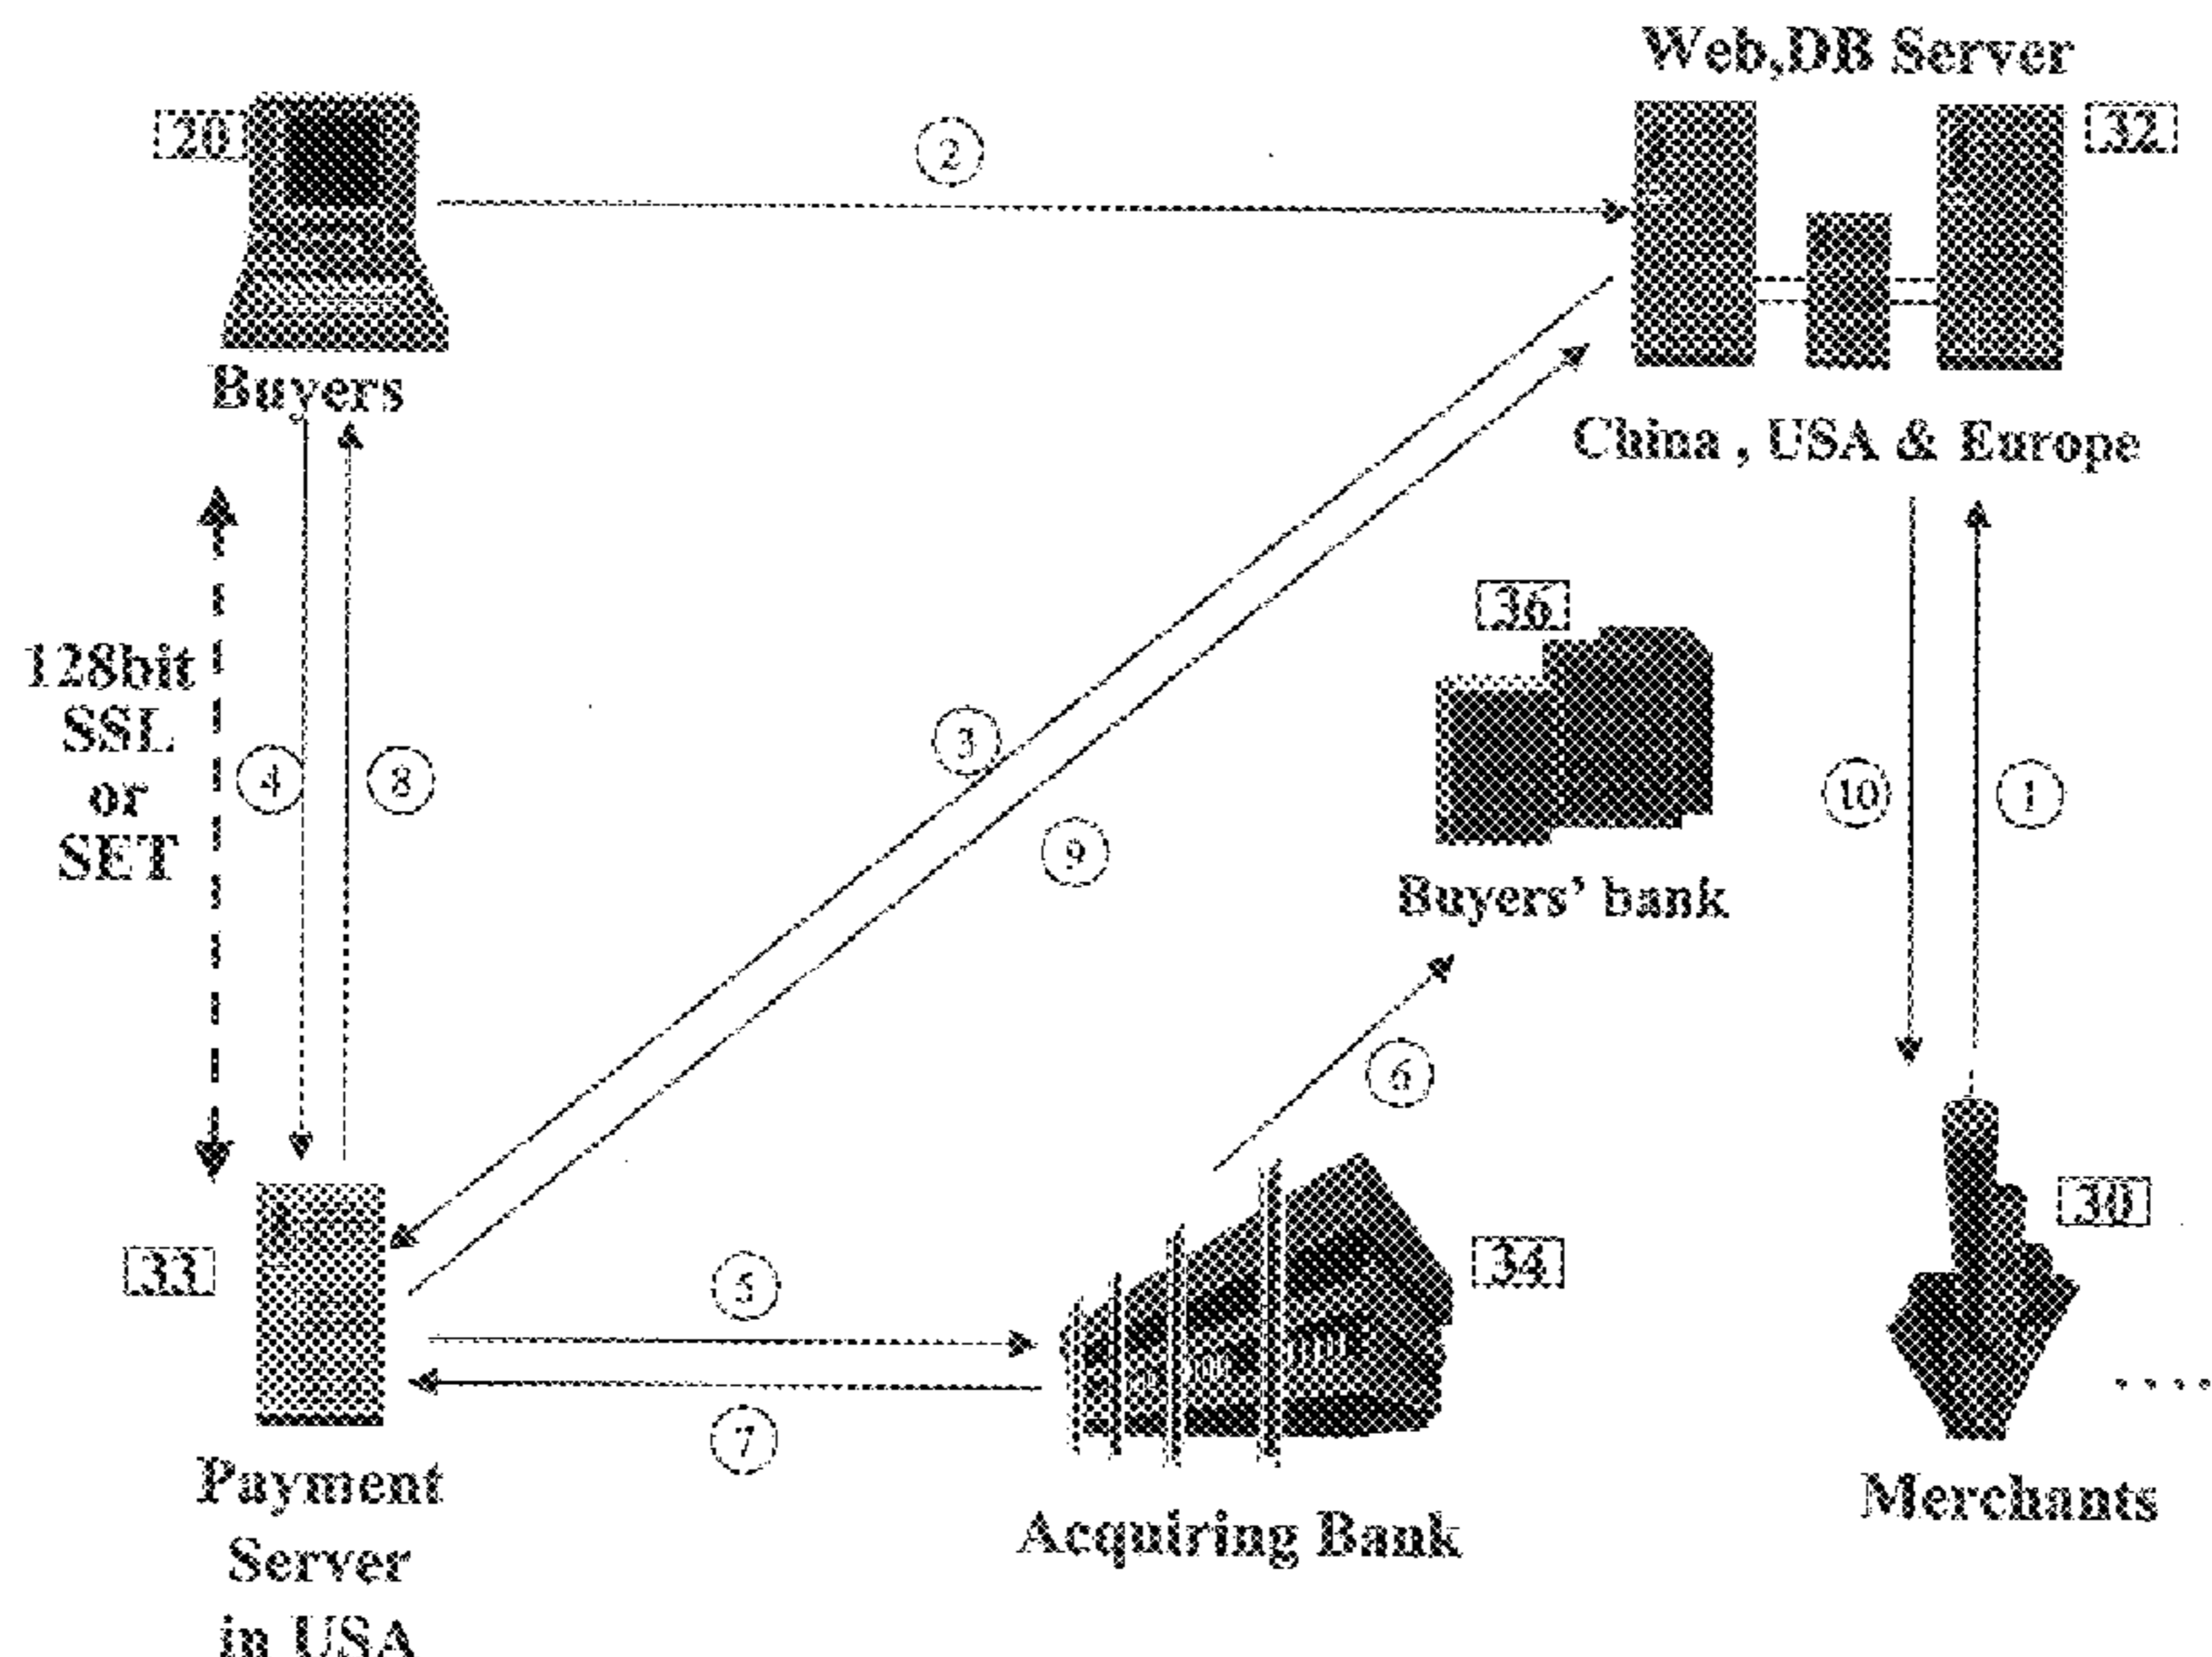 Web,DB Server
20
2
32
Buyers
China , USA & Europe
36
128bit
SSL
or
SET
4
8
3
9
10
1
Buyers' bank
6
33
5
34
30
7
....
Payment
Server
in USA
Acquiring Bank
Merchants